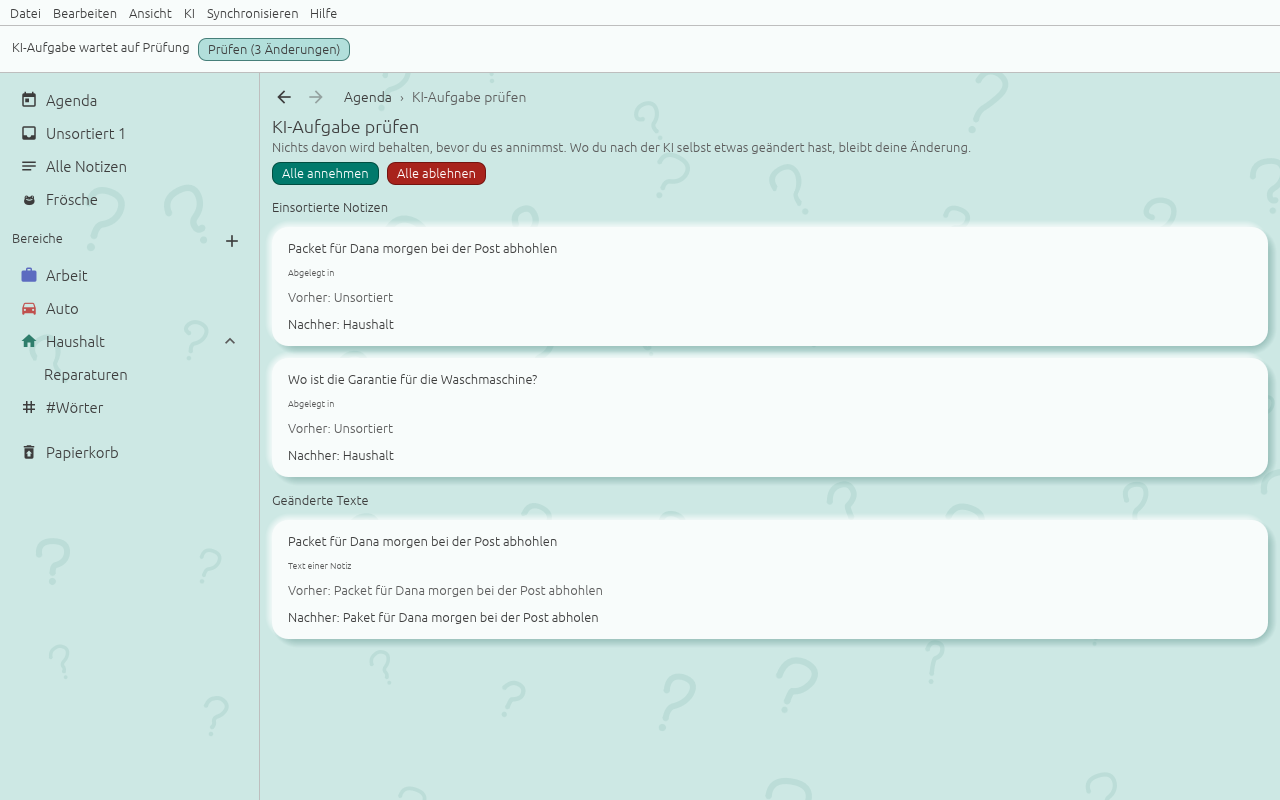 Datei Bearbeiten Ansicht KI Synchronisieren Hilfe
KI-Aufgabe wartet auf Prüfung Prüfen (3 Änderungen)
Agenda
Unsortiert 1
Alle Notizen
Frösche
Bereiche
Arbeit
Auto
Haushalt
Reparaturen
#Wörter
Papierkorb
Agenda › KI-Aufgabe prüfen
KI-Aufgabe prüfen
Nichts davon wird behalten, bevor du es annimmst. Wo du nach der KI selbst etwas geändert hast, bleibt deine Änderung.
Alle annehmen Alle ablehnen
Einsortierte Notizen
Packet für Dana morgen bei der Post abhohlen
Abgelegt in
Vorher: Unsortiert
Nachher: Haushalt
Wo ist die Garantie für die Waschmaschine?
Abgelegt in
Vorher: Unsortiert
Nachher: Haushalt
Geänderte Texte
Packet für Dana morgen bei der Post abhohlen
Text einer Notiz
Vorher: Packet für Dana morgen bei der Post abhohlen
Nachher: Paket für Dana morgen bei der Post abholen